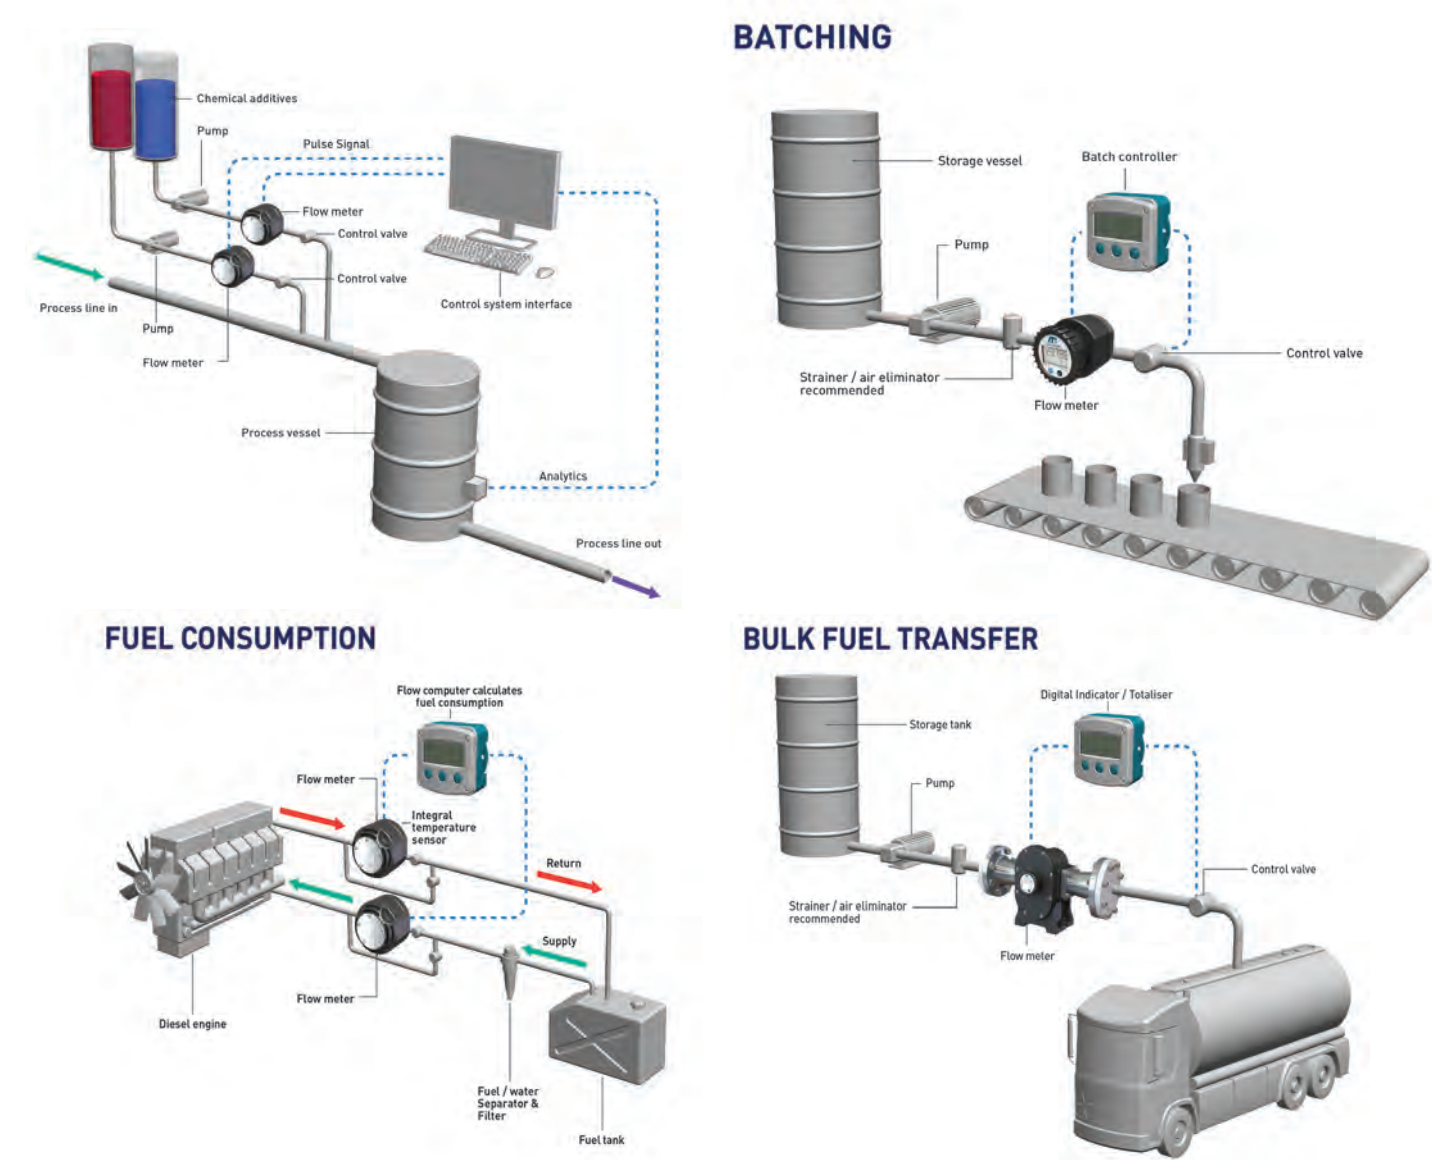 Chemical additives
Pump
Pulse Signal
Flow meter
Control valve
Control valve
Control system interface
Process line in
Pump
Flow meter
Process vessel
Analytics
Process line out
BATCHING
Storage vessel
Batch controller
Pump
Control valve
Strainer / air eliminator
recommended
Flow meter
FUEL CONSUMPTION
Flow computer calculates
fuel consumption
Flow meter
Integral
temperature
sensor
Return
Supply
Flow meter
Diesel engine
Fuel / water
Separator &
Filter
Fuel tank
BULK FUEL TRANSFER
Digital Indicator / Totaliser
Storage tank
Pump
Control valve
Strainer / air eliminator
recommended
Flow meter